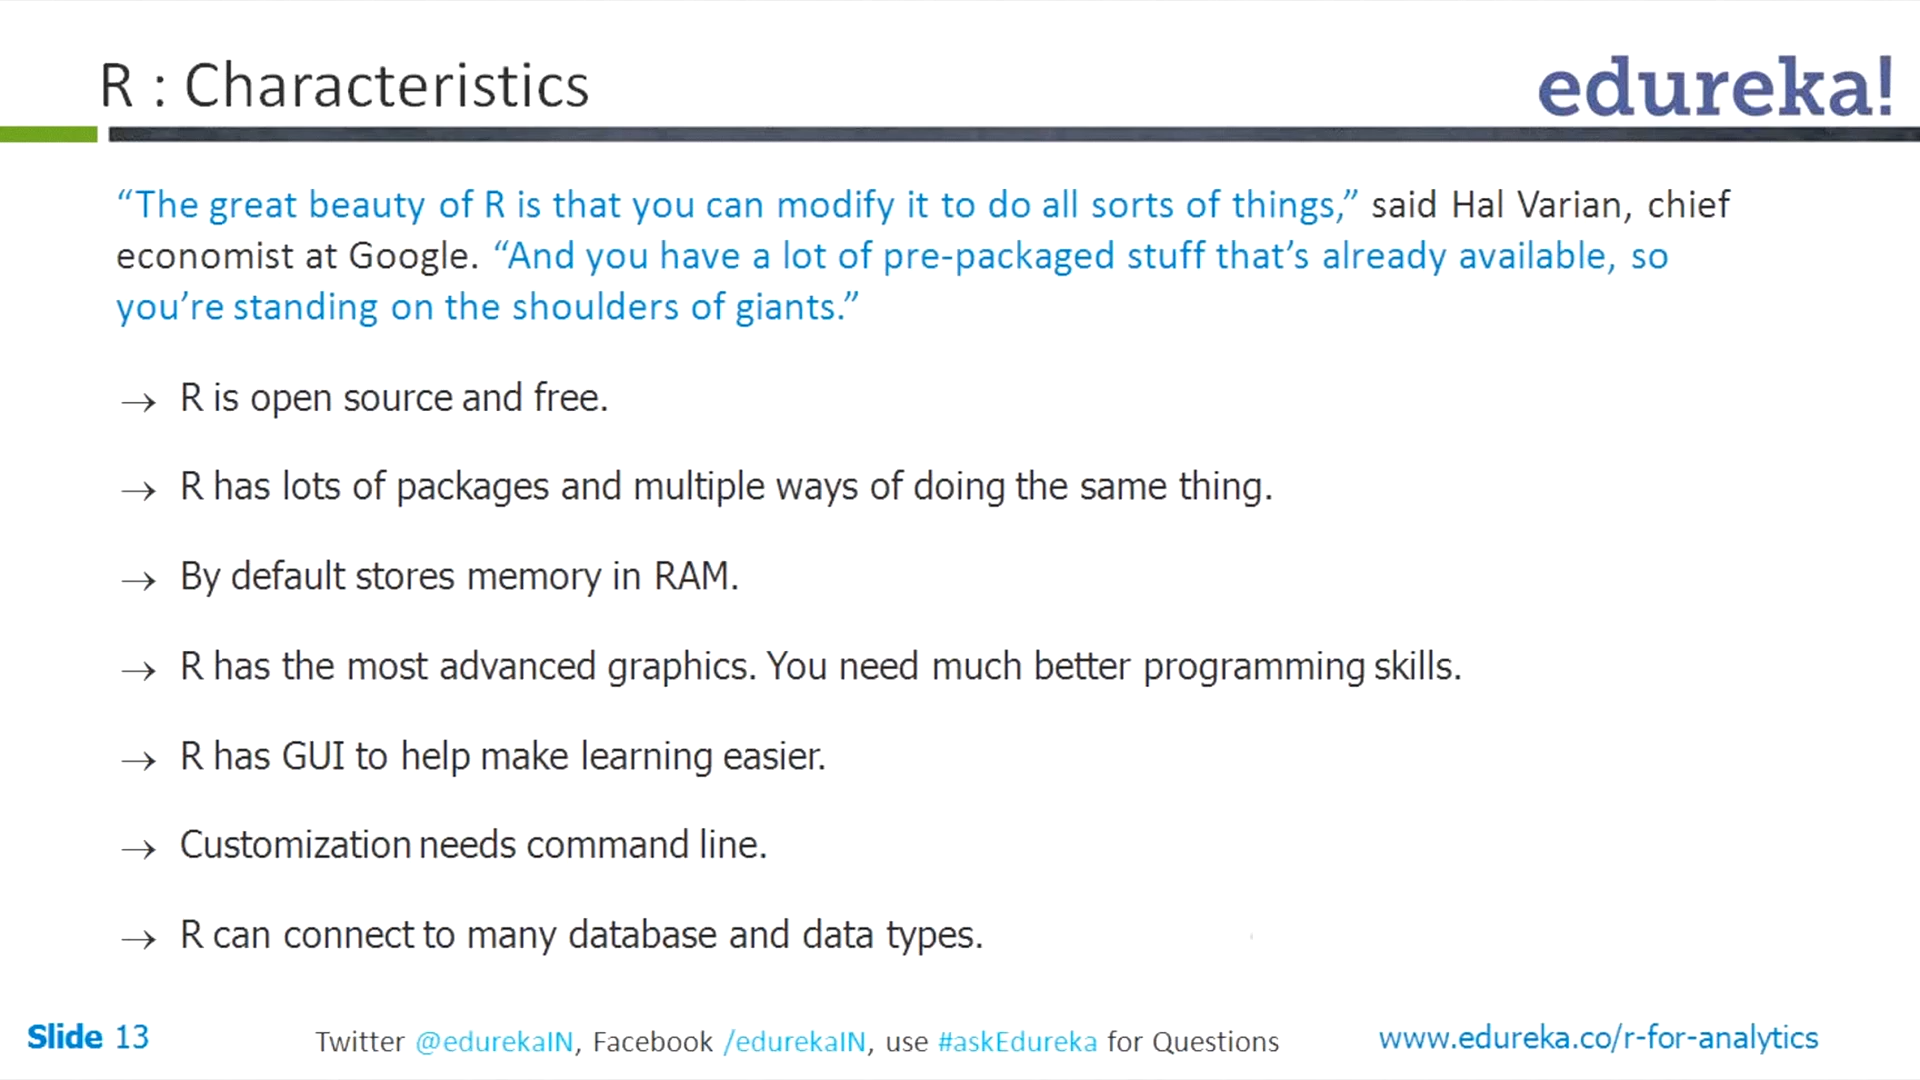 R : Characteristics
edureka!
“The great beauty of R is that you can modify it to do all sorts of things,” said Hal Varian, chief
economist at Google. “And you have a lot of pre-packaged stuff that’s already available, so
you’re standing on the shoulders of giants.”
→ R is open source and free.
→ R has lots of packages and multiple ways of doing the same thing.
→ By default stores memory in RAM.
→ R has the most advanced graphics. You need much better programming skills.
→ R has GUI to help make learning easier.
→ Customization needs command line.
→ R can connect to many database and data types.
Slide 13
Twitter @edurekaIN, Facebook /edurekaIN, use #askEdureka for Questions
www.edureka.co/r-for-analytics